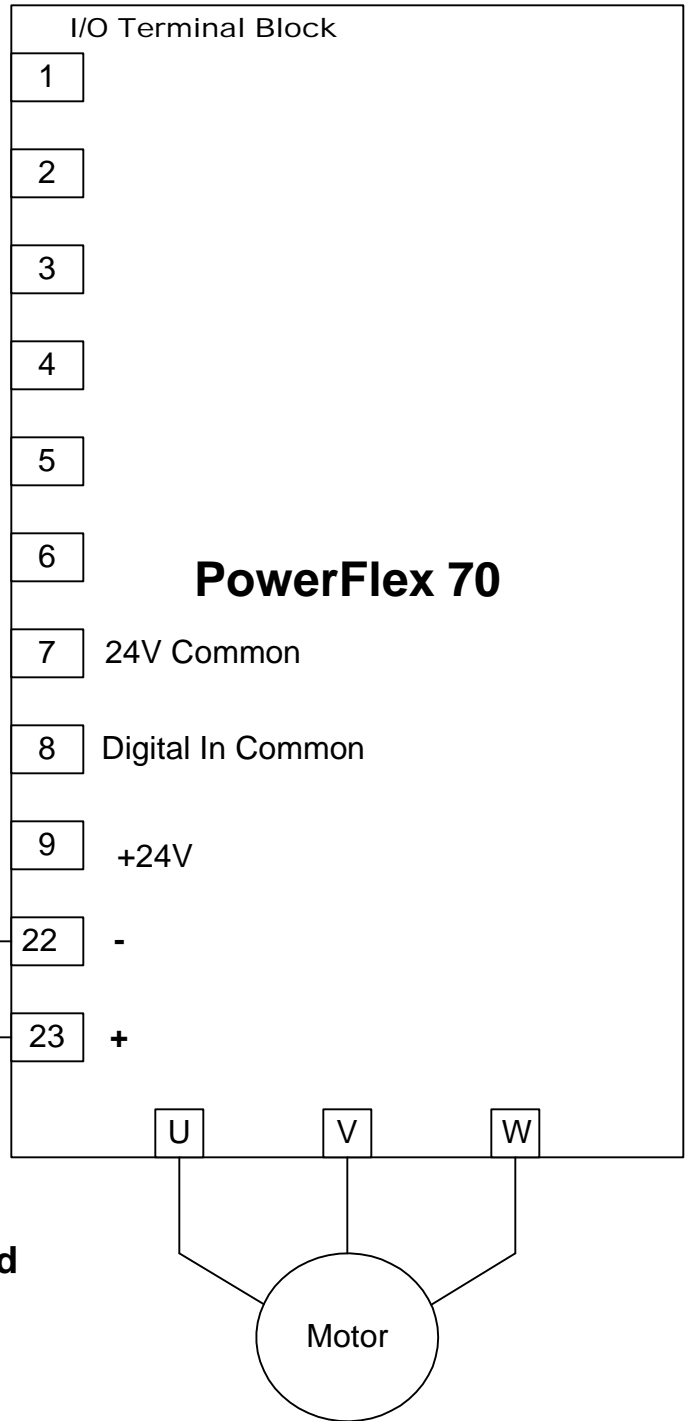 I/O Terminal Block
1
2
3
4
5
6
PowerFlex 70
7 24V Common
8 Digital In Common
9 +24V
22 -
23 +
U V W
d
Motor